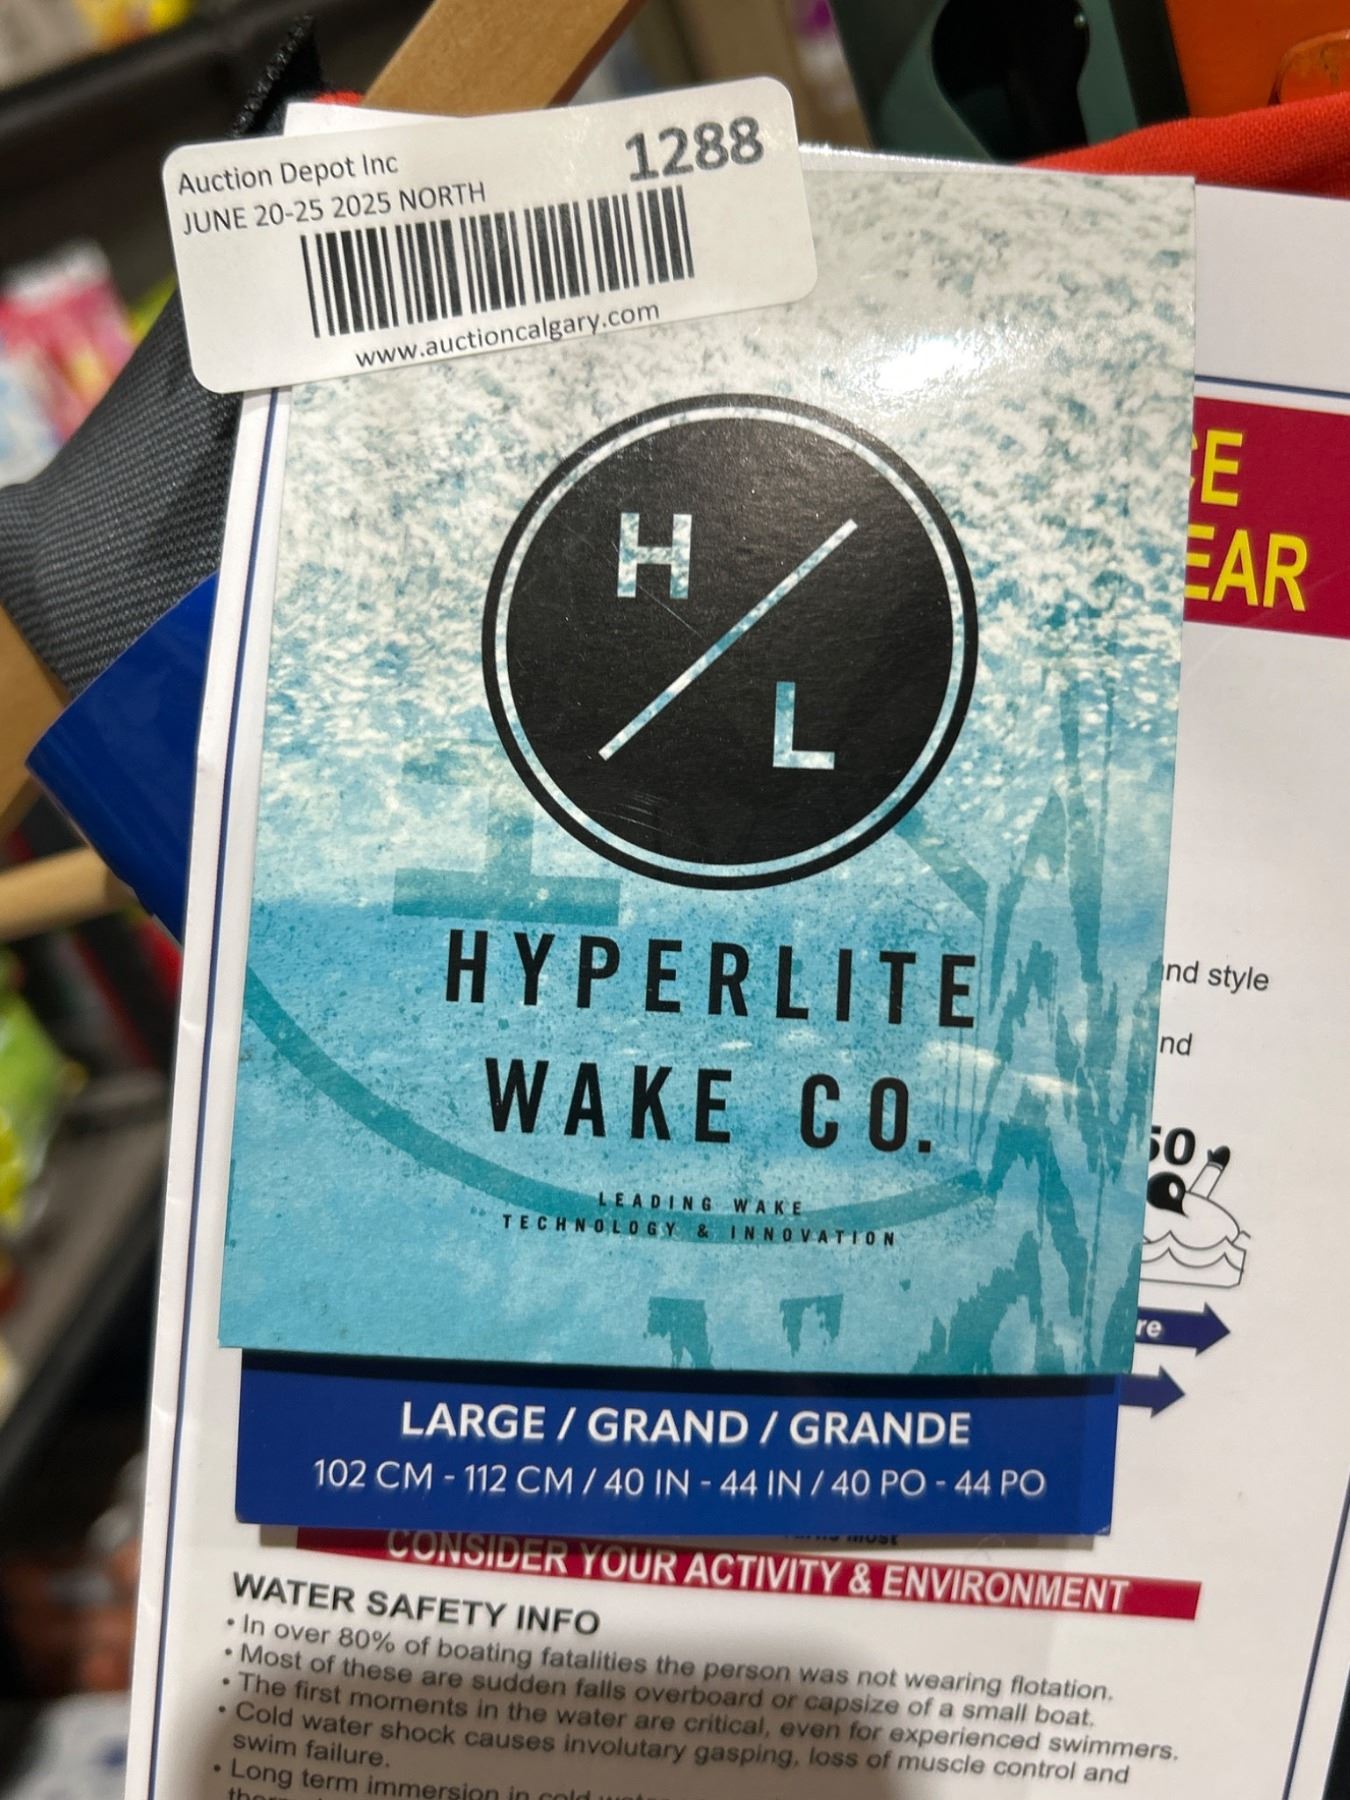 Auction Depot Inc
1288
JUNE 20-25 2025 NORTH
www.auctioncalgary.com
H
L
EAR
HYPERLITE
WAKE CO.
LEADING WAKE
TECHNOLOGY & INNOVATION
style
LARGE / GRAND / GRANDE
102 CM - 112 CM / 40 IN - 44 IN / 40 PO - 44 PO
CONSIDER YOUR ACTIVITY & ENVIRONMENT
WATER SAFETY INFO
• In over 80% of boating fatalities the person was not wearing flotation.
• Most of these are sudden falls overboard or capsize of a small boat.
• The first moments in the water are critical, even for experienced swimmers.
• Cold water shock causes involutary gasping, loss of muscle control and
swim failure.
• Long term immersion in cold